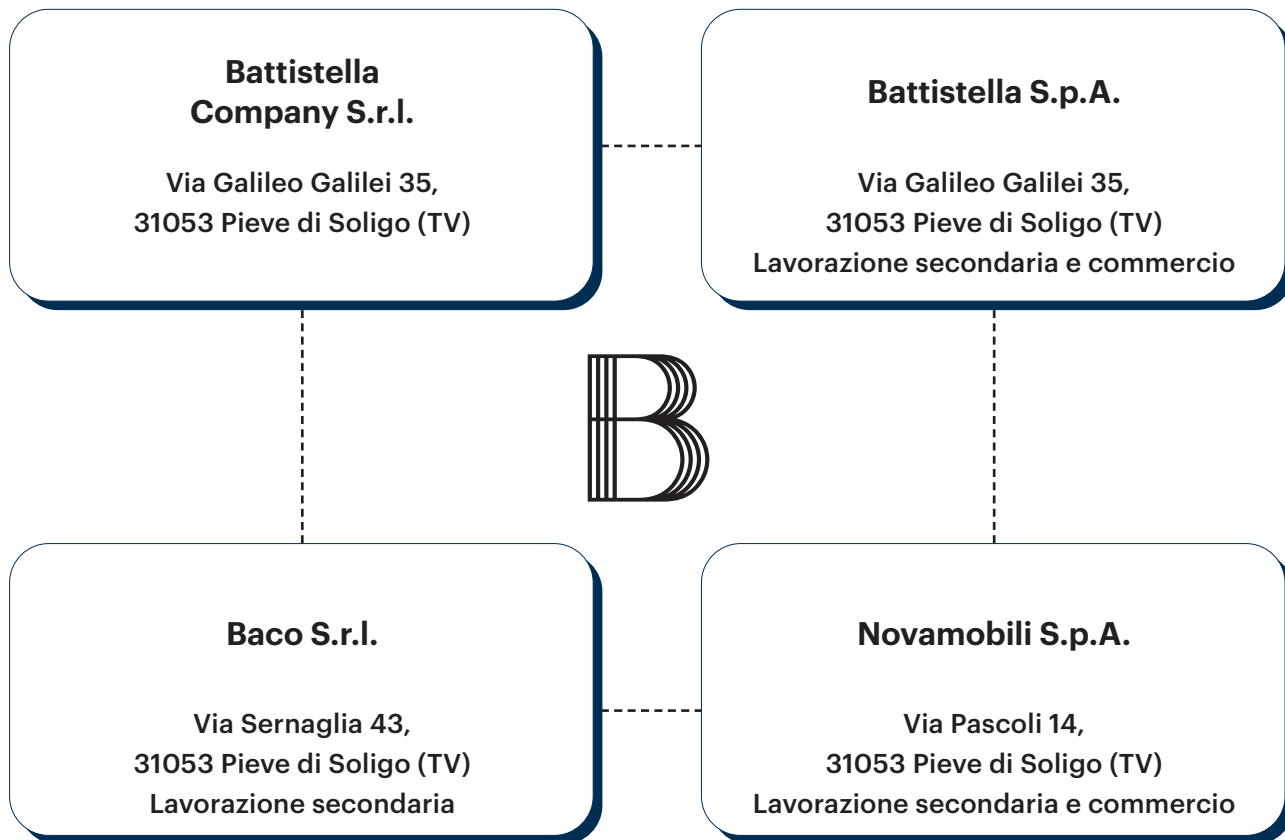 Battistella
Company S.r.l.
Via Galileo Galilei 35,
31053 Pieve di Soligo (TV)
Battistella S.p.A.
Via Galileo Galilei 35,
31053 Pieve di Soligo (TV)
Lavorazione secondaria e commercio
B
Baco S.r.l.
Via Sernaglia 43,
31053 Pieve di Soligo (TV)
Lavorazione secondaria
Novamobili S.p.A.
Via Pascoli 14,
31053 Pieve di Soligo (TV)
Lavorazione secondaria e commercio